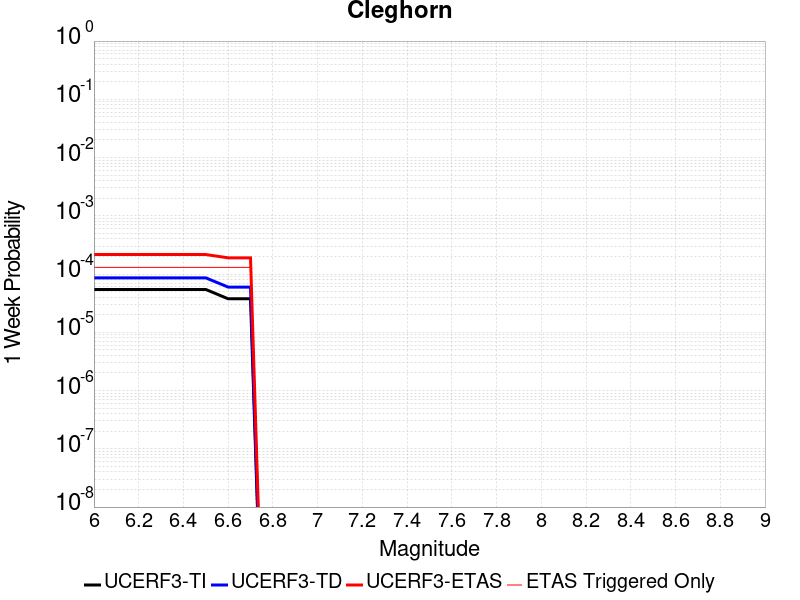 Cleghorn
10^0
10^-1
10^-2
10^-3
10^-4
10^-5
10^-6
10^-7
10^-8
1 Week Probability
6 6.2 6.4 6.6 6.8 7 7.2 7.4 7.6 7.8 8 8.2 8.4 8.6 8.8 9
Magnitude
UCERF3-TI UCERF3-TD UCERF3-ETAS ETAS Triggered Only